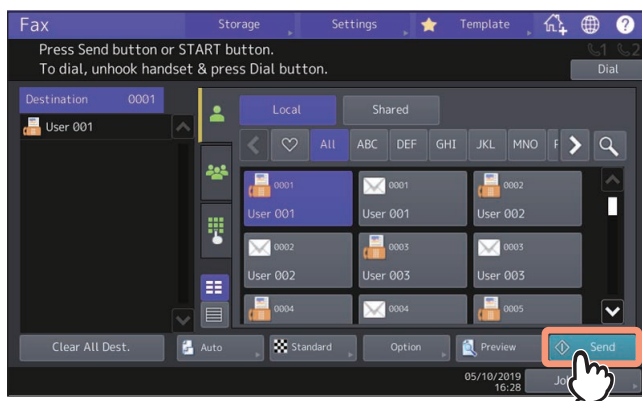 Fax Storage Settings Template
Press Send button or START button.
To dial, unhook handset & press Dial button.
1 2
Dial
Destination 0001
User 001
Local Shared
All ABC DEF GHI JKL MNO
0001 User 001
0001 User 001
0002 User 002
0002 User 002
0003 User 003
0003 User 003
0004
0004
0005
Clear All Dest. Auto Standard Option Preview Send
05/10/2019
16:28